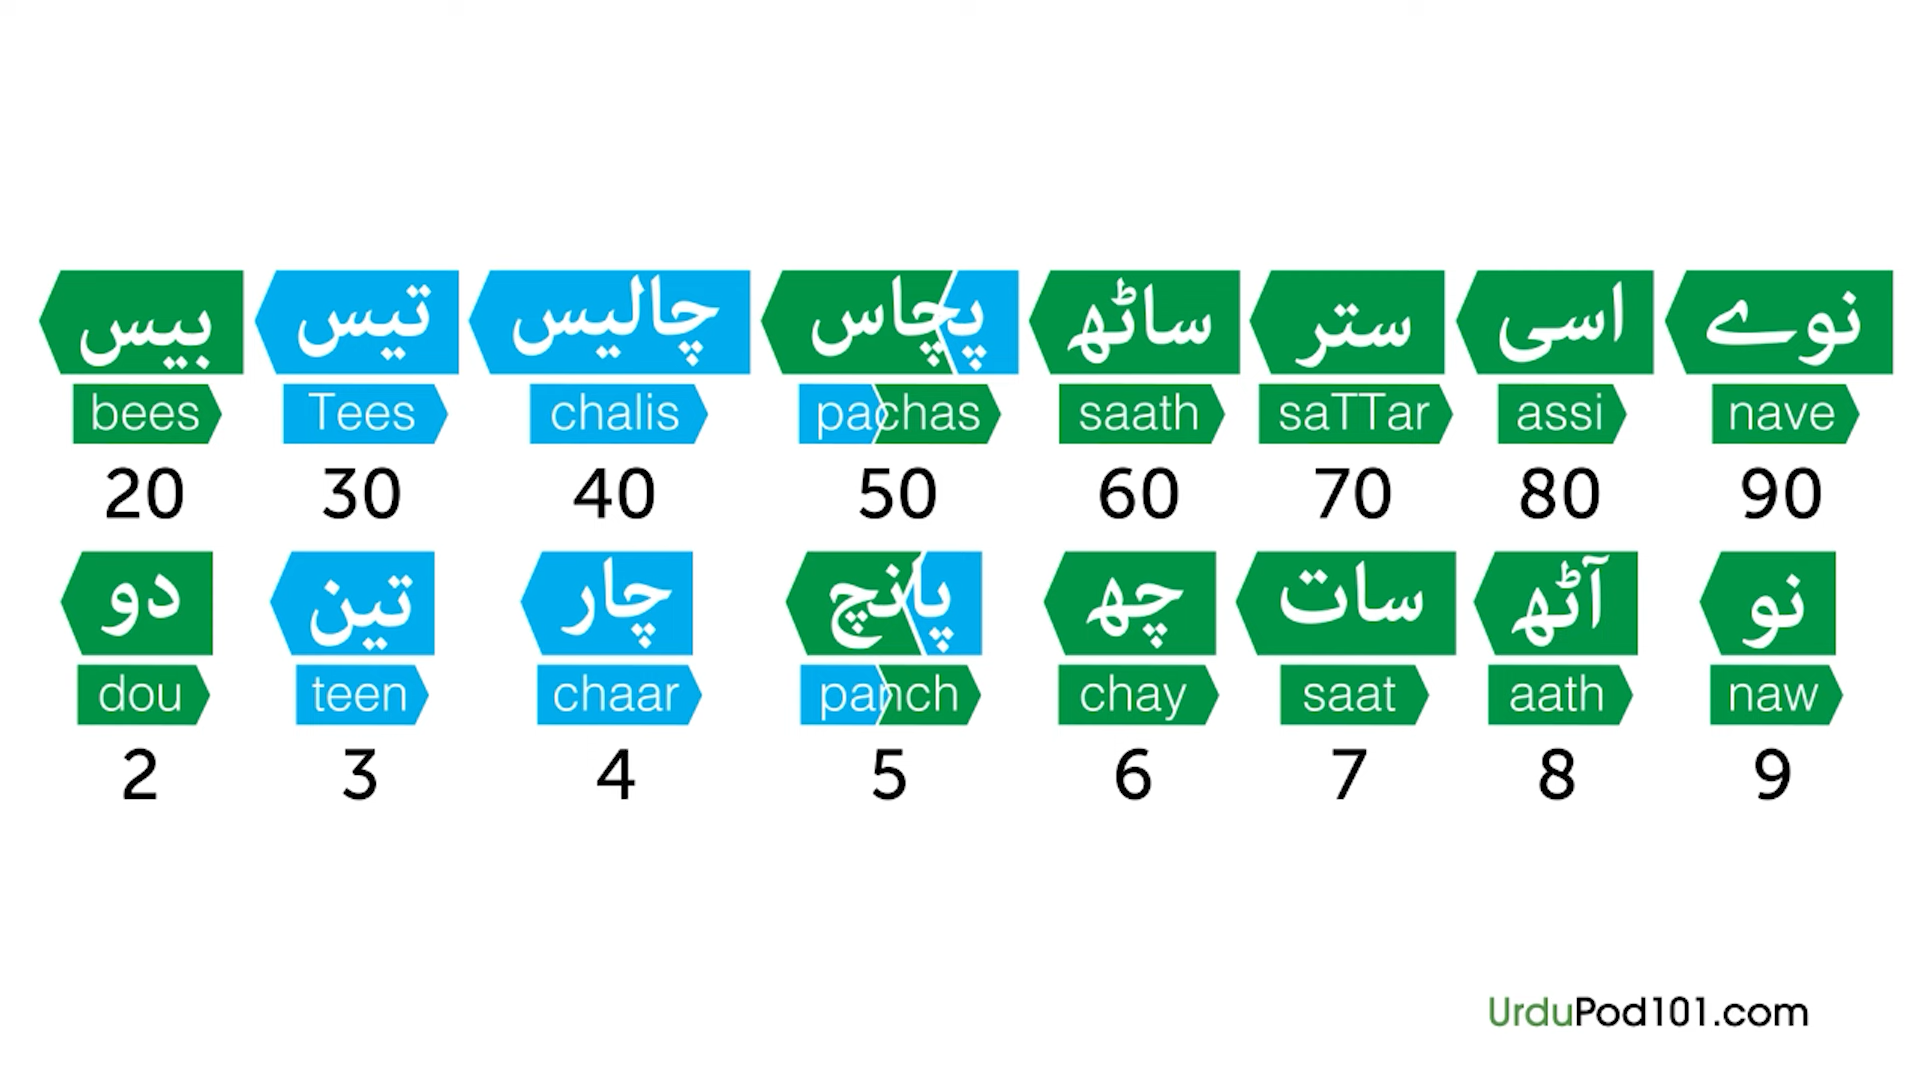 بیس تیس چالیس پچاس ساٹھ ستر اسی نوے
bees Tees chalis pachas saath saTTar assi nave
20 30 40 50 60 70 80 90
دو تین چار پانچ چھ سات آٹھ نو
dou teen chaar panch chay saat aath naw
2 3 4 5 6 7 8 9
UrduPod101.com